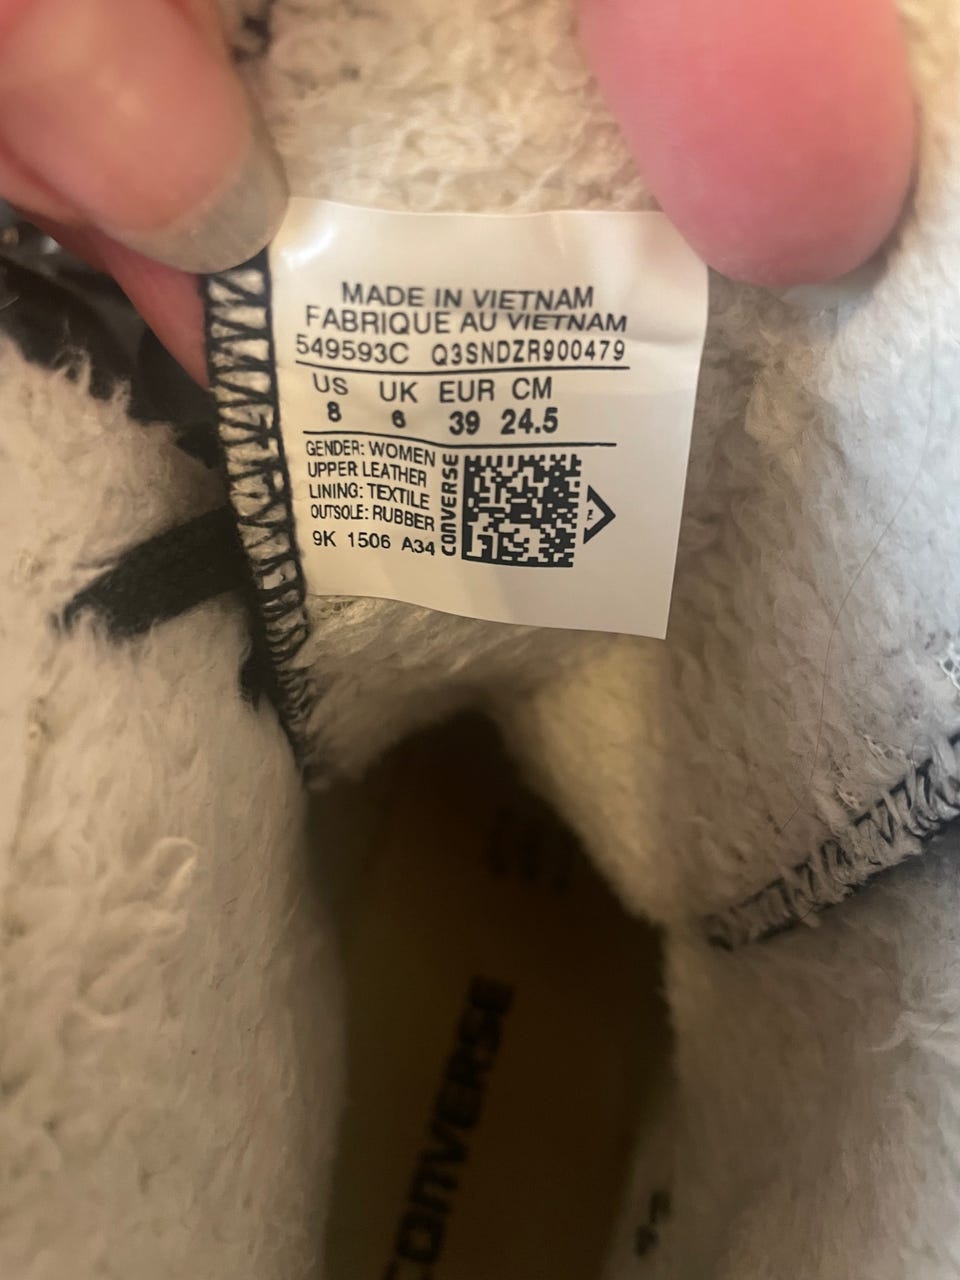 MADE IN VIETNAM
FABRIQUE AU VIETNAM
549593C Q3SNDZR900479
US UK EUR CM
8 6 39 24.5
GENDER: WOMEN
UPPER LEATHER
LINING: TEXTILE
OUTSOLE: RUBBER
9K 1506 A34
CONVERSE
Z
CONVERSE